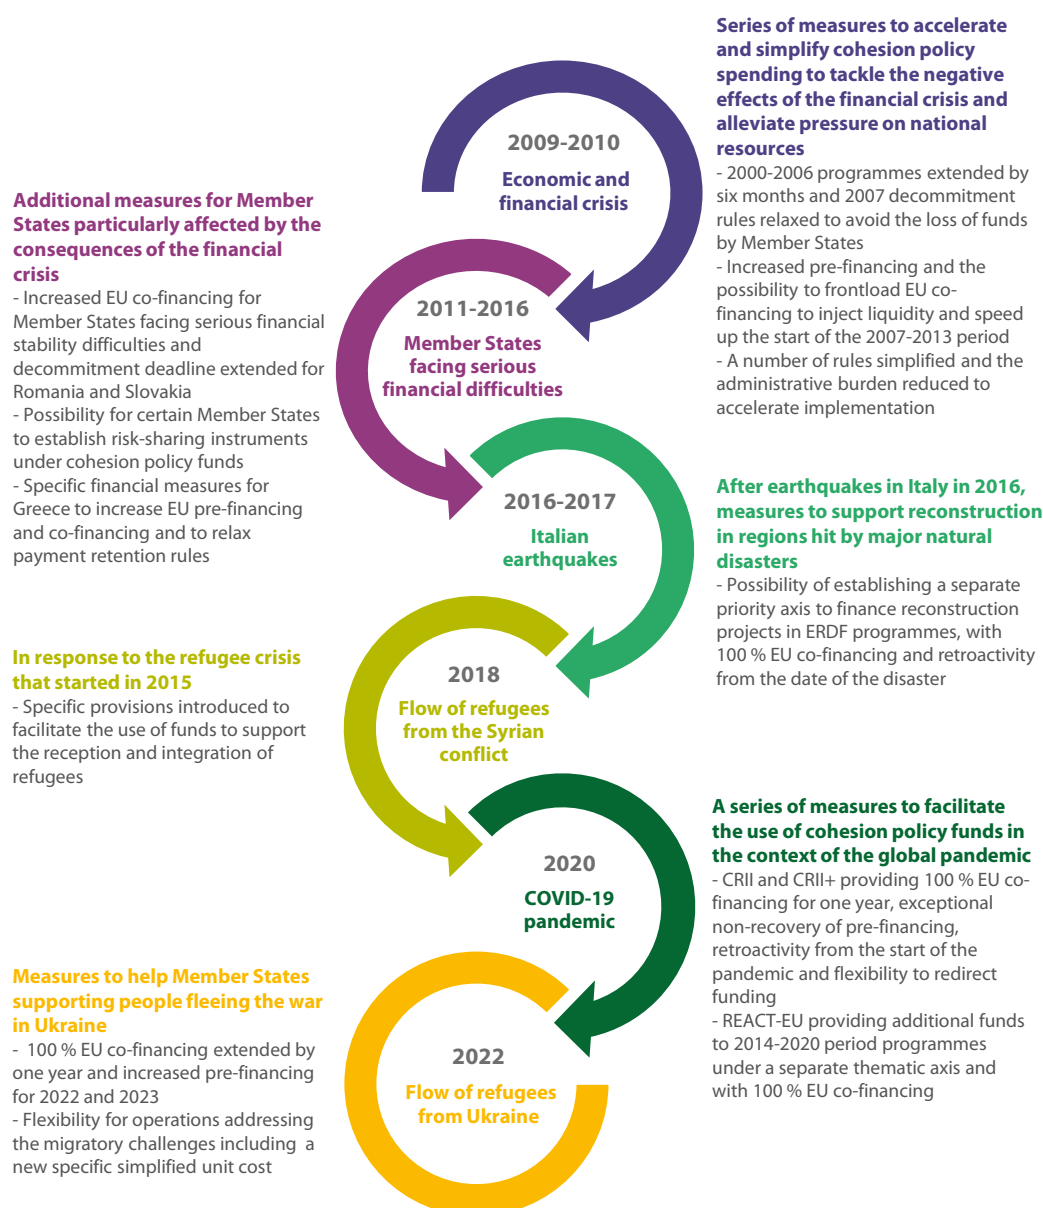 Series of measures to accelerate
and simplify cohesion policy
spending to tackle the negative
effects of the financial crisis and
alleviate pressure on national
resources
- 2000-2006 programmes extended by
six months and 2007 decommitment
rules relaxed to avoid the loss of funds
by Member States
- Increased pre-financing and the
possibility to frontload EU co-
financing to inject liquidity and speed
up the start of the 2007-2013 period
- A number of rules simplified and the
administrative burden reduced to
accelerate implementation
2009-2010
Economic and
financial crisis
Additional measures for Member
States particularly affected by the
consequences of the financial
crisis
- Increased EU co-financing for
Member States facing serious financial
stability difficulties and
decommitment deadline extended for
Romania and Slovakia
- Possibility for certain Member States
to establish risk-sharing instruments
under cohesion policy funds
- Specific financial measures for
Greece to increase EU pre-financing
and co-financing and to relax
payment retention rules
2011-2016
Member States
facing serious
financial difficulties
2016-2017
Italian
earthquakes
After earthquakes in Italy in 2016,
measures to support reconstruction
in regions hit by major natural
disasters
- Possibility of establishing a separate
priority axis to finance reconstruction
projects in ERDF programmes, with
100 % EU co-financing and retroactivity
from the date of the disaster
In response to the refugee crisis
that started in 2015
- Specific provisions introduced to
facilitate the use of funds to support
the reception and integration of
refugees
2018
Flow of refugees
from the Syrian
conflict
2020
COVID-19
pandemic
A series of measures to facilitate
the use of cohesion policy funds in
the context of the global pandemic
- CRII and CRII+ providing 100 % EU co-
financing for one year, exceptional
non-recovery of pre-financing,
retroactivity from the start of the
pandemic and flexibility to redirect
funding
- REACT-EU providing additional funds
to 2014-2020 period programmes
under a separate thematic axis and
with 100 % EU co-financing
Measures to help Member States
supporting people fleeing the war
in Ukraine
- 100 % EU co-financing extended by
one year and increased pre-financing
for 2022 and 2023
- Flexibility for operations addressing
the migratory challenges including a
new specific simplified unit cost
2022
Flow of refugees
from Ukraine